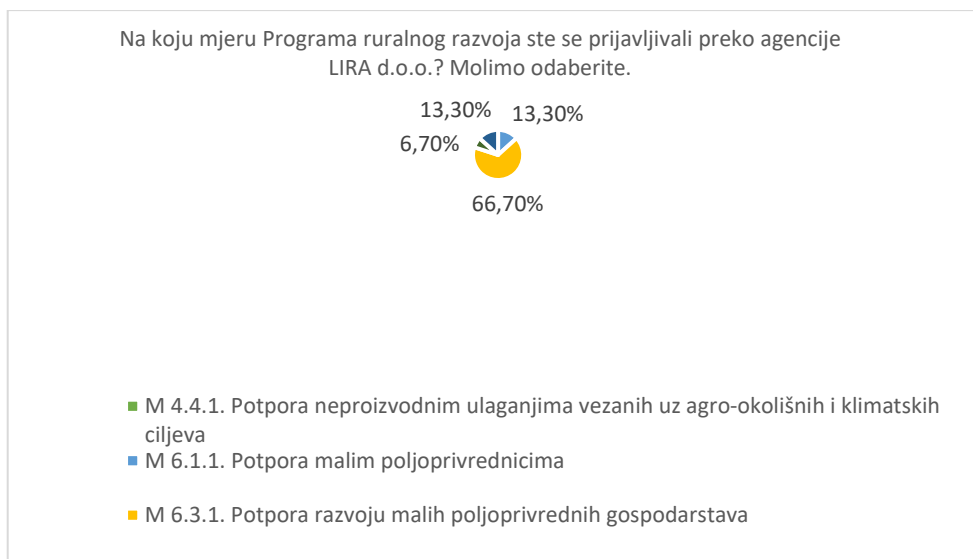 Na koju mjeru Programa ruralnog razvoja ste se prijavljivali preko agencije
LIRA d.o.o.? Molimo odaberite.
13,30% 13,30%
6,70%
66,70%
M 4.4.1. Potpora neproizvodnim ulaganjima vezanih uz agro-okolišnih i klimatskih
ciljeva
M 6.1.1. Potpora malim poljoprivrednicima
M 6.3.1. Potpora razvoju malih poljoprivrednih gospodarstava